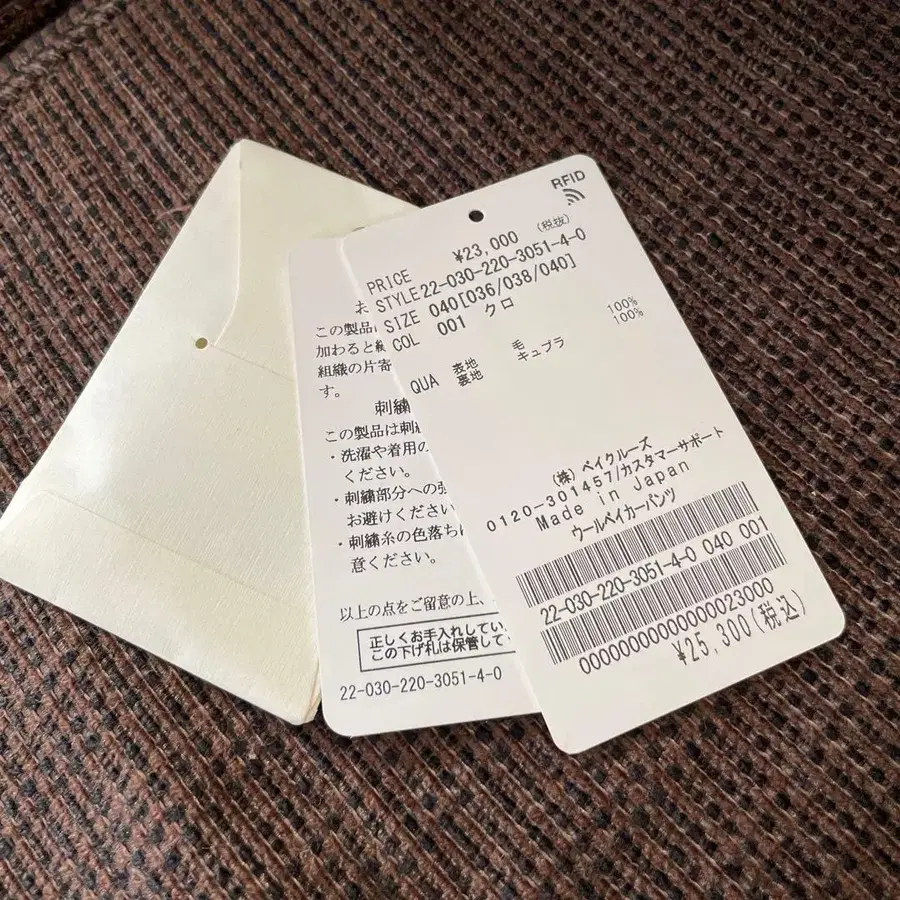 RFID
PRICE ¥23,000 (税抜)
STYLE 22-030-220-3051-4-0
SIZE 040[036/038/040]
COL 001 クロ
QUA 表地 毛 100%
裏地 キュプラ 100%
(株) ベイクルーズ
0120-301457/カスタマーサポート
Made in Japan
ウールベイカーパンツ
22-030-220-3051-4-0 040 001
0000000000000023000
¥25,300(税込)
お
この製品
加わると
組織の片寄
す。
刺繍
この製品は刺繍
・洗濯や着用の
ください。
・刺繍部分への強
お避けください
・刺繍糸の色落ち
意ください。
以上の点をご留意の上、
正しくお手入れしてい
この下げ札は保管して
22-030-220-3051-4-0